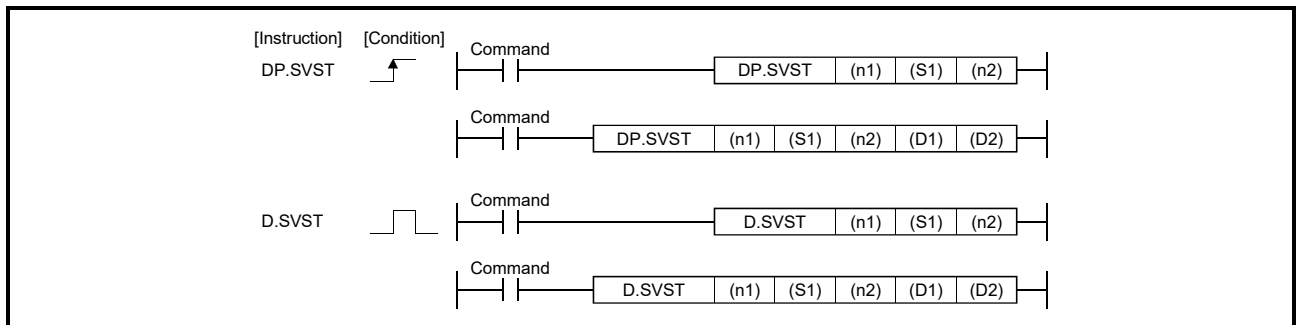 [Instruction] [Condition]
Command
DP.SVST DP.SVST (n1) (S1) (n2)
Command
DP.SVST (n1) (S1) (n2) (D1) (D2)
Command
D.SVST D.SVST (n1) (S1) (n2)
Command
D.SVST (n1) (S1) (n2) (D1) (D2)